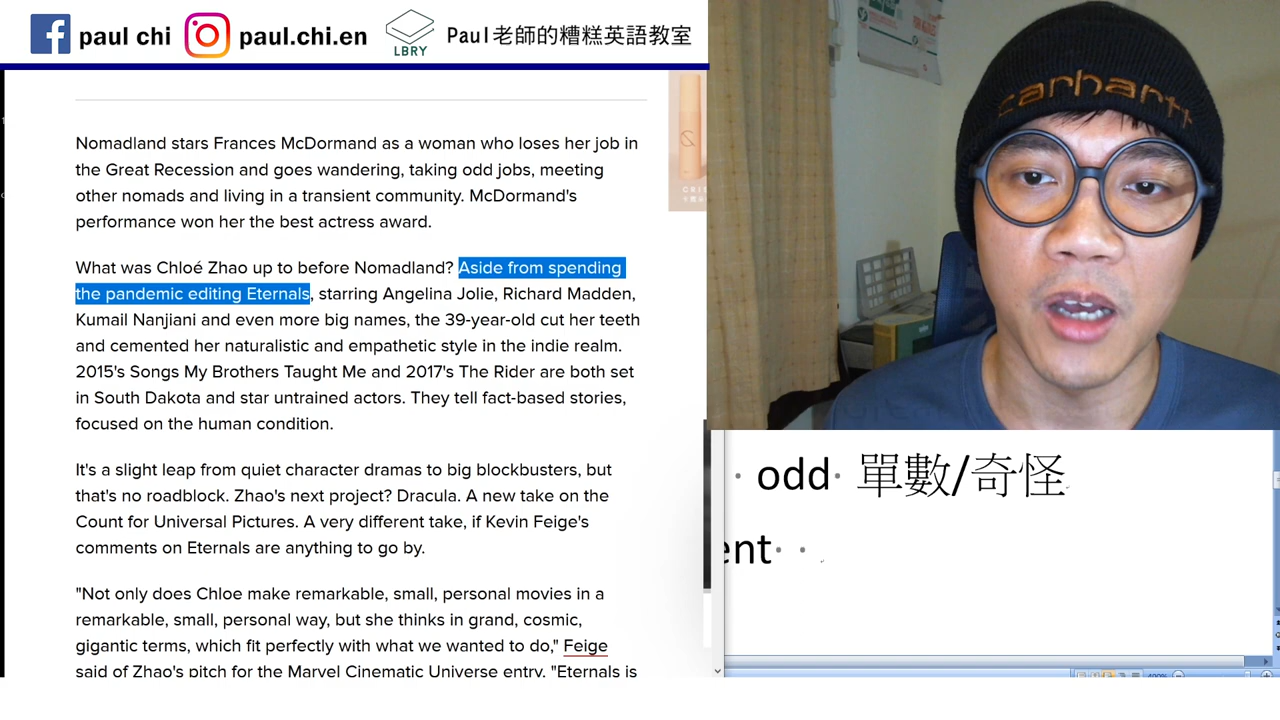 paul chi
paul.chi.en
LBRY
Paul老師的糟糕英語教室
carhartt
Nomadland stars Frances McDormand as a woman who loses her job in
the Great Recession and goes wandering, taking odd jobs, meeting
other nomads and living in a transient community. McDormand's
performance won her the best actress award.
What was Chloé Zhao up to before Nomadland? Aside from spending
the pandemic editing Eternals, starring Angelina Jolie, Richard Madden,
Kumail Nanjiani and even more big names, the 39-year-old cut her teeth
and cemented her naturalistic and empathetic style in the indie realm.
2015's Songs My Brothers Taught Me and 2017's The Rider are both set
in South Dakota and star untrained actors. They tell fact-based stories,
focused on the human condition.
It's a slight leap from quiet character dramas to big blockbusters, but
that's no roadblock. Zhao's next project? Dracula. A new take on the
Count for Universal Pictures. A very different take, if Kevin Feige's
comments on Eternals are anything to go by.
"Not only does Chloe make remarkable, small, personal movies in a
remarkable, small, personal way, but she thinks in grand, cosmic,
gigantic terms, which fit perfectly with what we wanted to do," Feige
said of Zhao's pitch for the Marvel Cinematic Universe entry. "Eternals is
odd 單數/奇怪
ent